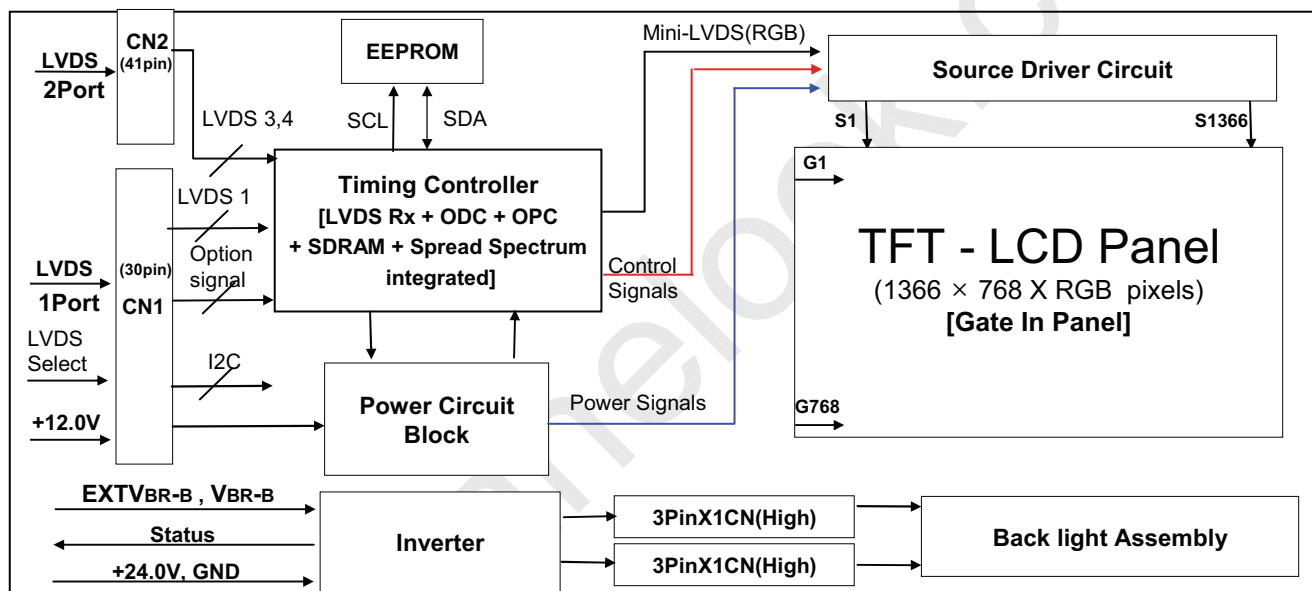 CN2
(41pin)
LVDS
2Port
EEPROM
Mini-LVDS(RGB)
Source Driver Circuit
LVDS 3,4
SCL
SDA
S1
S1366
LVDS 1
Option
signal
LVDS
1Port
(30pin)
CN1
LVDS
Select
I2C
+12.0V
Timing Controller
[LVDS Rx + ODC + OPC
+ SDRAM + Spread Spectrum
integrated]
Control
Signals
G1
TFT - LCD Panel
(1366 × 768 X RGB pixels)
[Gate In Panel]
G768
Power Circuit
Block
Power Signals
EXTVBR-B , VBR-B
Status
+24.0V, GND
Inverter
3PinX1CN(High)
3PinX1CN(High)
Back light Assembly